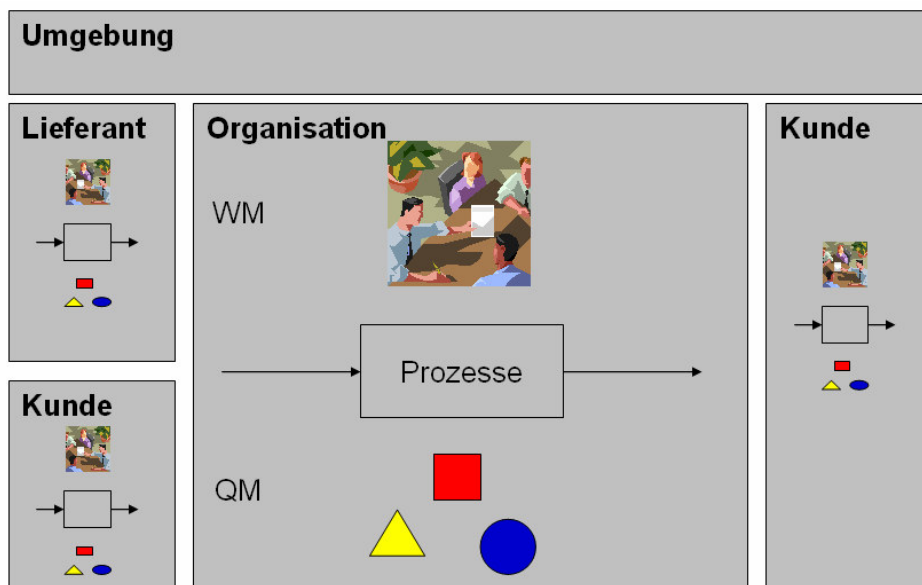 Umgebung
Lieferant
Organisation
Kunde
WM
Prozesse
Kunde
QM